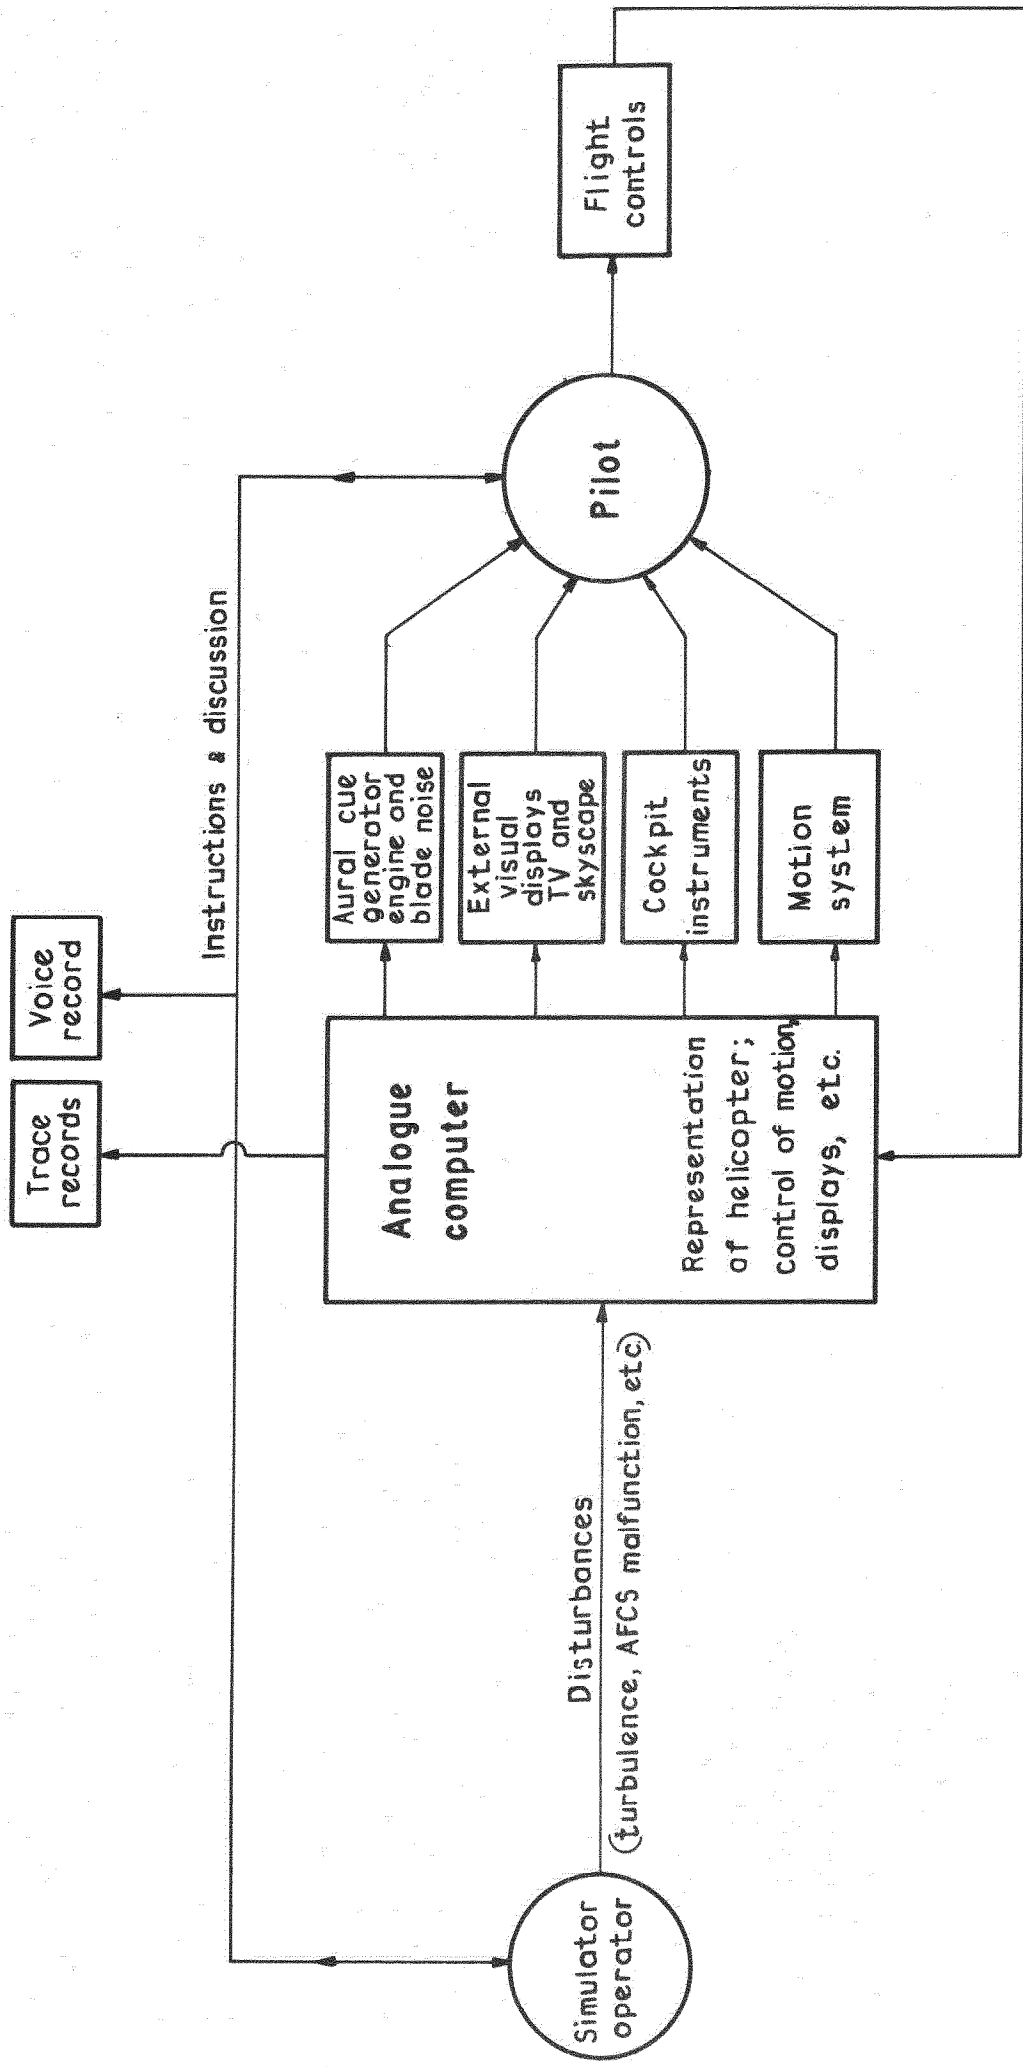 Trace
records
Voice
record
Instructions & discussion
Simulator
operator
Disturbances
(turbulence, AFCS malfunction, etc)
Analogue
computer
Representation
of helicopter;
control of motion,
displays, etc.
Aural cue
generator
engine and
blade noise
External
visual
displays
TV and
skyscape
Cockpit
instruments
Motion
system
Pilot
Flight
controls